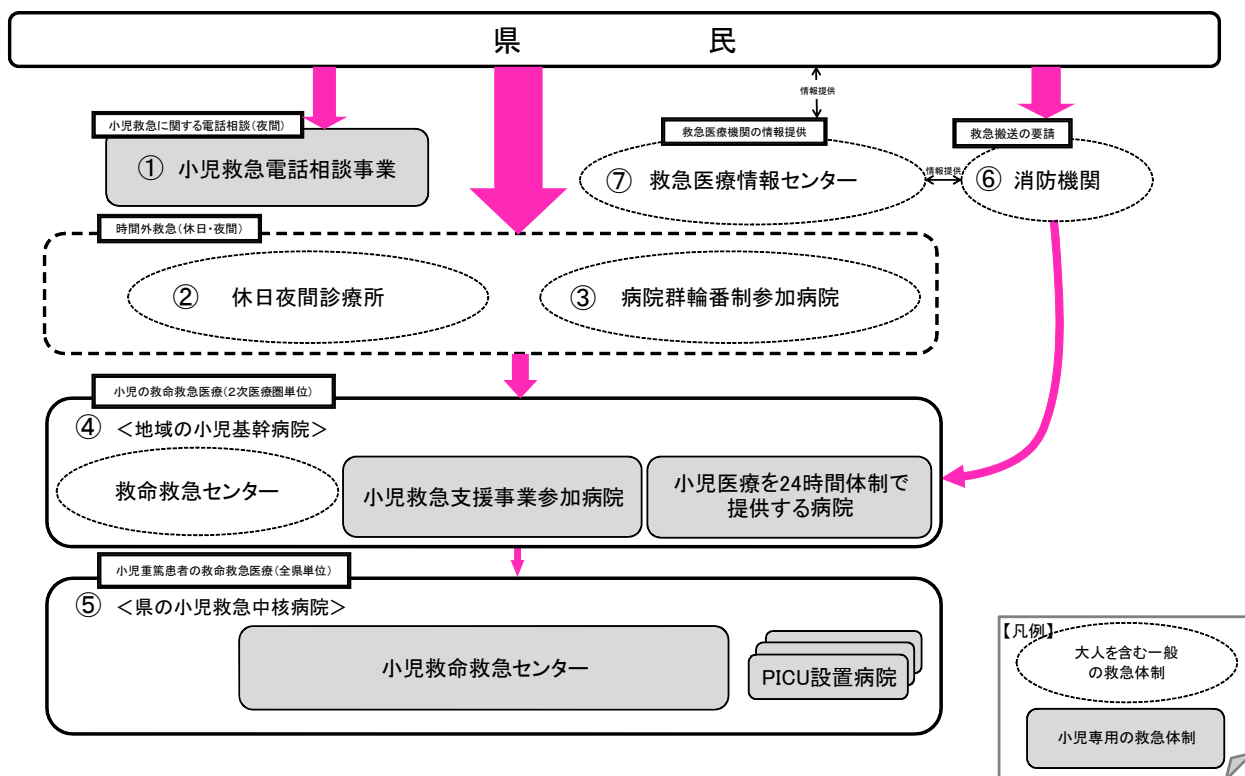 県　民
情報提供
小児救急に関する電話相談(夜間)
① 小児救急電話相談事業
救急医療機関の情報提供
⑦ 救急医療情報センター
情報提供
救急搬送の要請
⑥ 消防機関
時間外救急(休日・夜間)
② 休日夜間診療所
③ 病院群輪番制参加病院
小児の救命救急医療(2次医療圏単位)
④ ＜地域の小児基幹病院＞
救命救急センター
小児救急支援事業参加病院
小児医療を24時間体制で
提供する病院
小児重篤患者の救命救急医療(全県単位)
⑤ ＜県の小児救急中核病院＞
小児救命救急センター
PICU設置病院
【凡例】
大人を含む一般
の救急体制
小児専用の救急体制